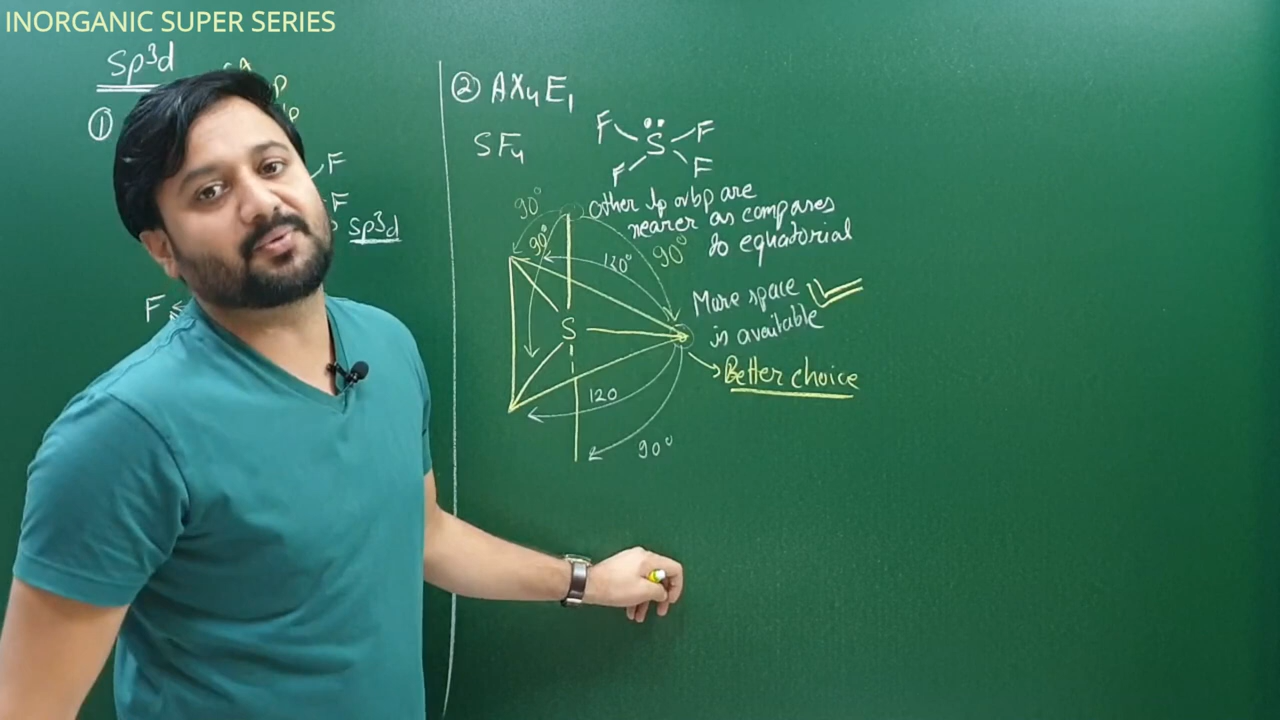 INORGANIC SUPER SERIES
Sp³d
①
F
F
Sp³d
F
② AX₄E₁
SF₄
F S F
F F
90°
other lp or bp are
nearer as compares
to equatorial
90°
120°
90°
More space
is available
S
Better choice
120
90°